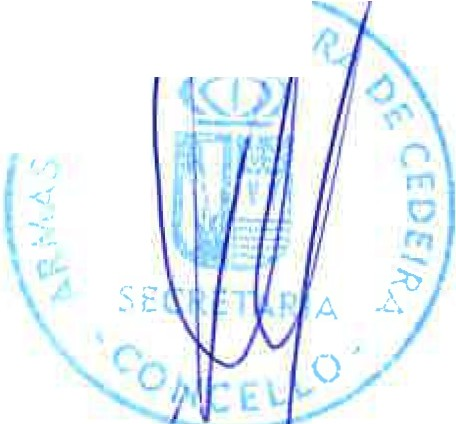 RA DE CEDEIRA
ARMAS
SECRETARIA
CONCELLO